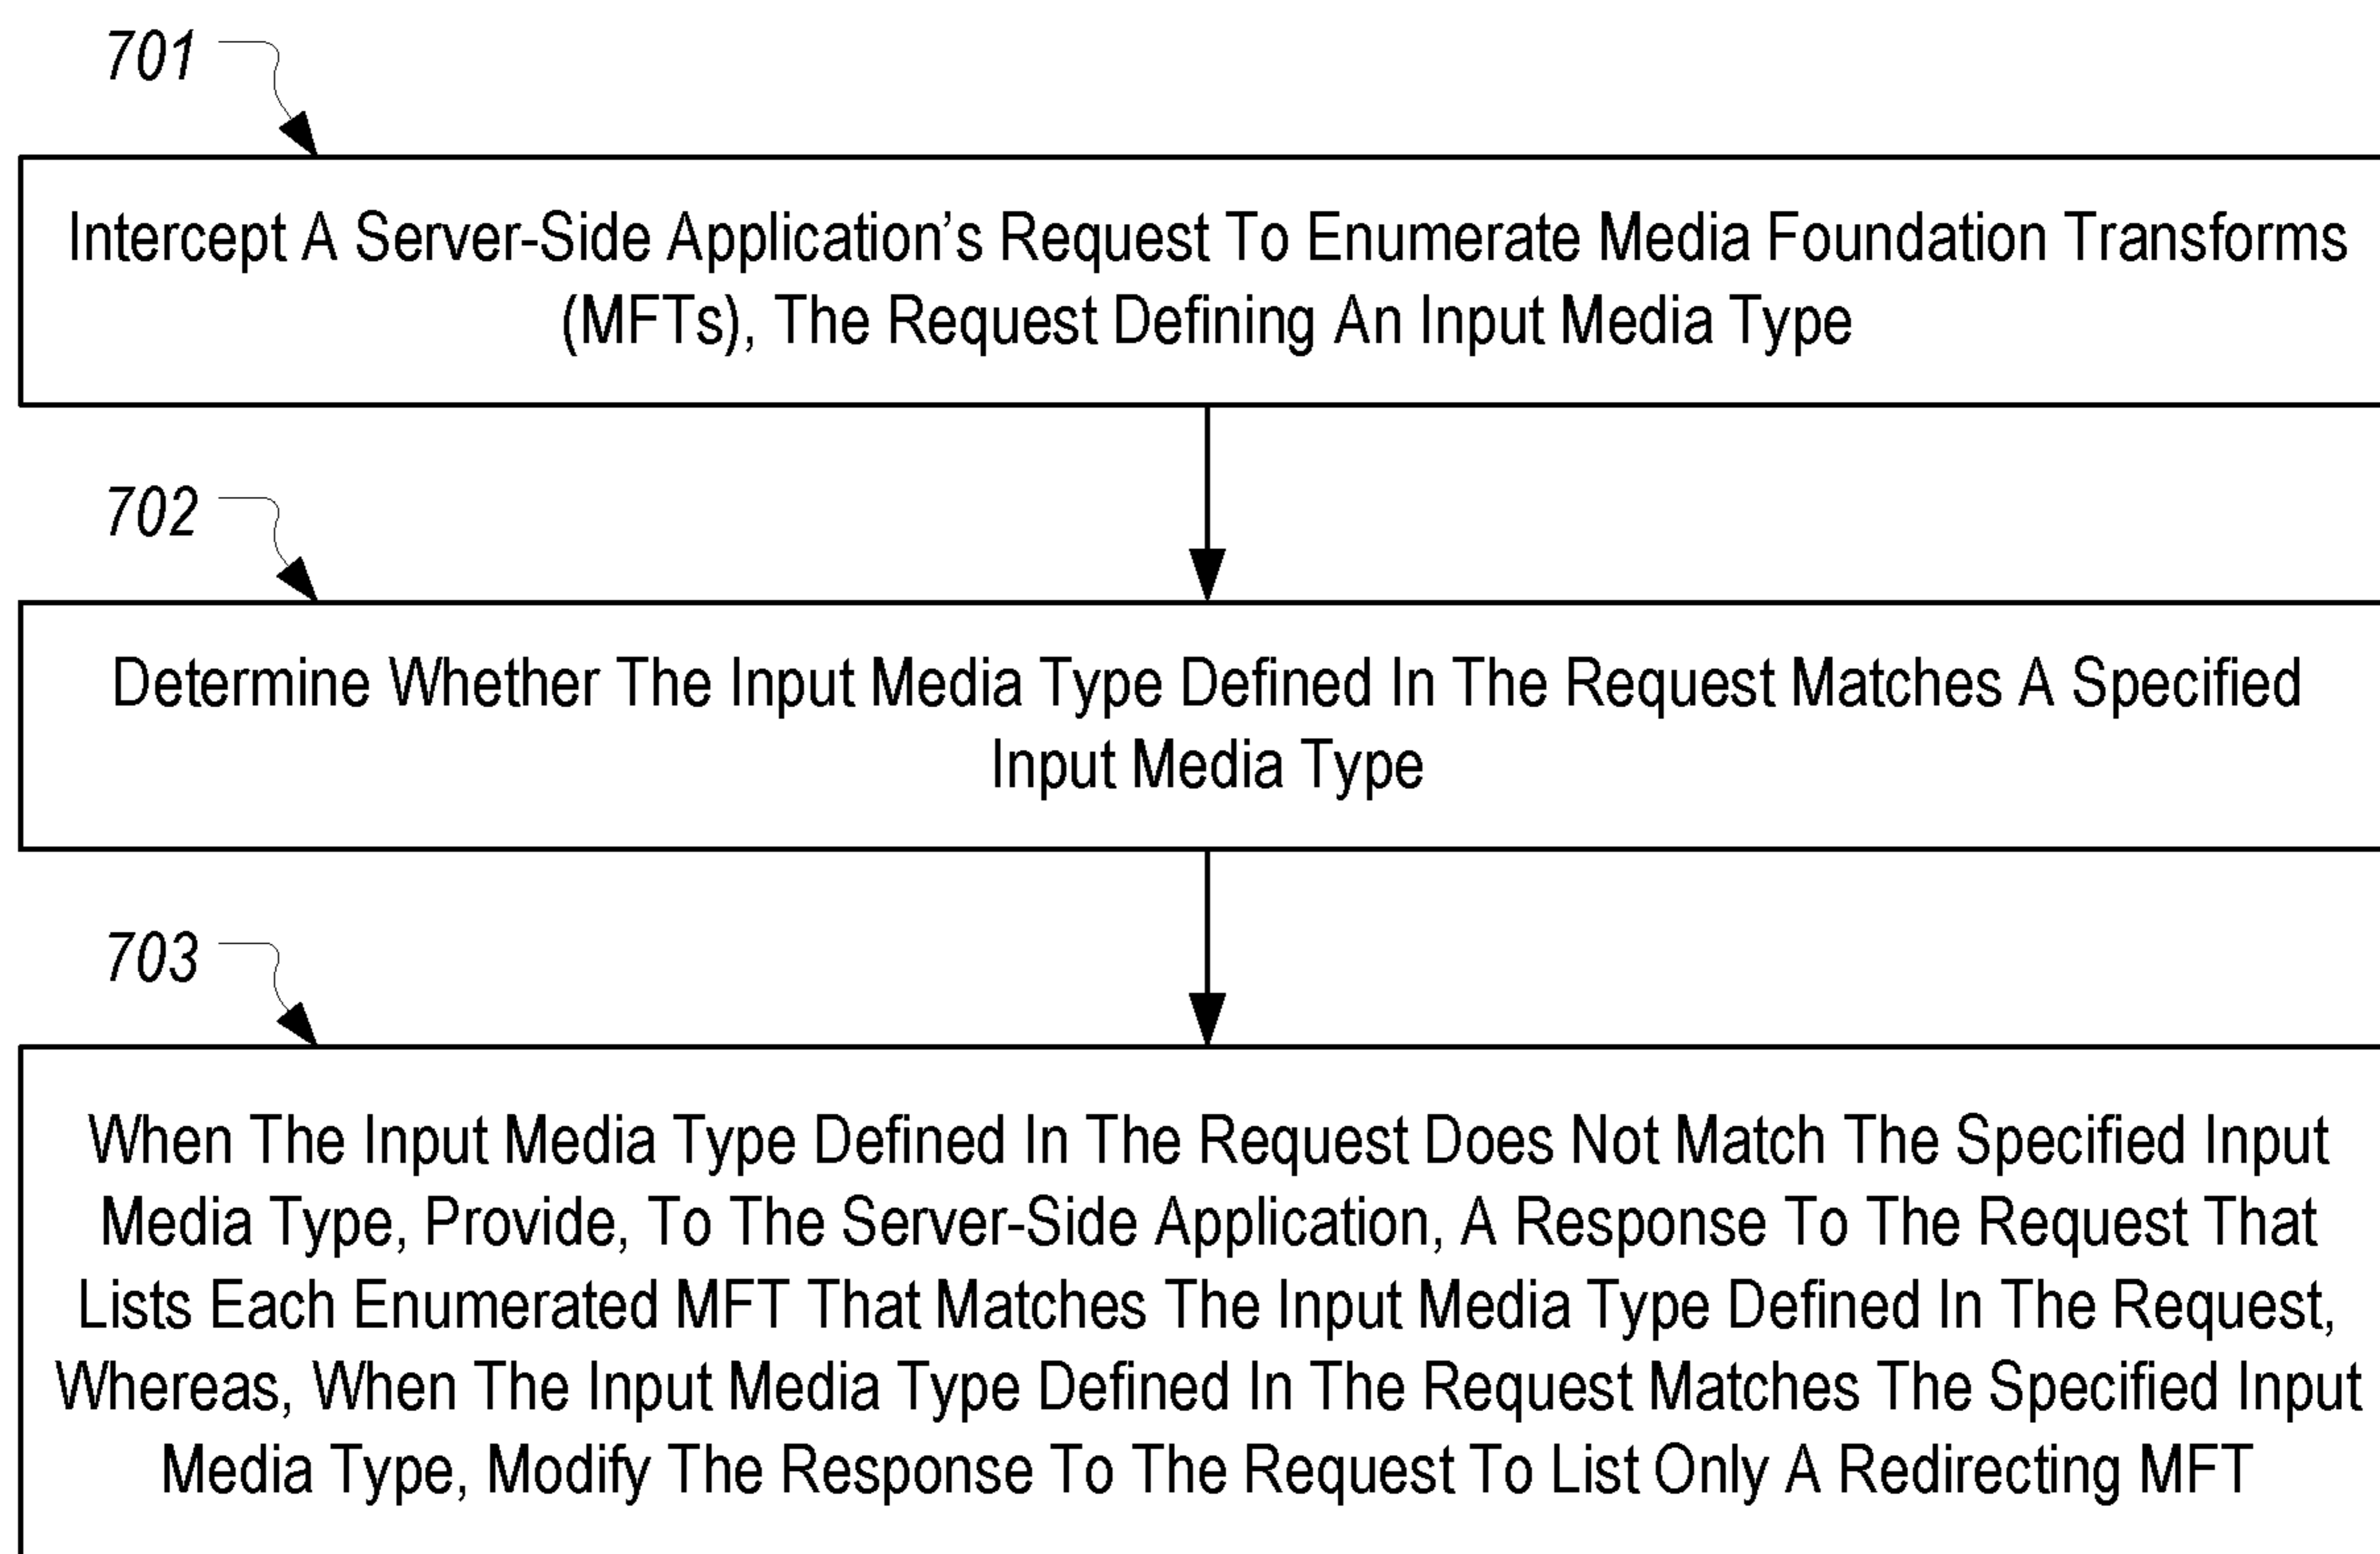 701
Intercept A Server-Side Application’s Request To Enumerate Media Foundation Transforms
(MFTs), The Request Defining An Input Media Type
702
Determine Whether The Input Media Type Defined In The Request Matches A Specified
Input Media Type
703
When The Input Media Type Defined In The Request Does Not Match The Specified Input
Media Type, Provide, To The Server-Side Application, A Response To The Request That
Lists Each Enumerated MFT That Matches The Input Media Type Defined In The Request,
Whereas, When The Input Media Type Defined In The Request Matches The Specified Input
Media Type, Modify The Response To The Request To List Only A Redirecting MFT